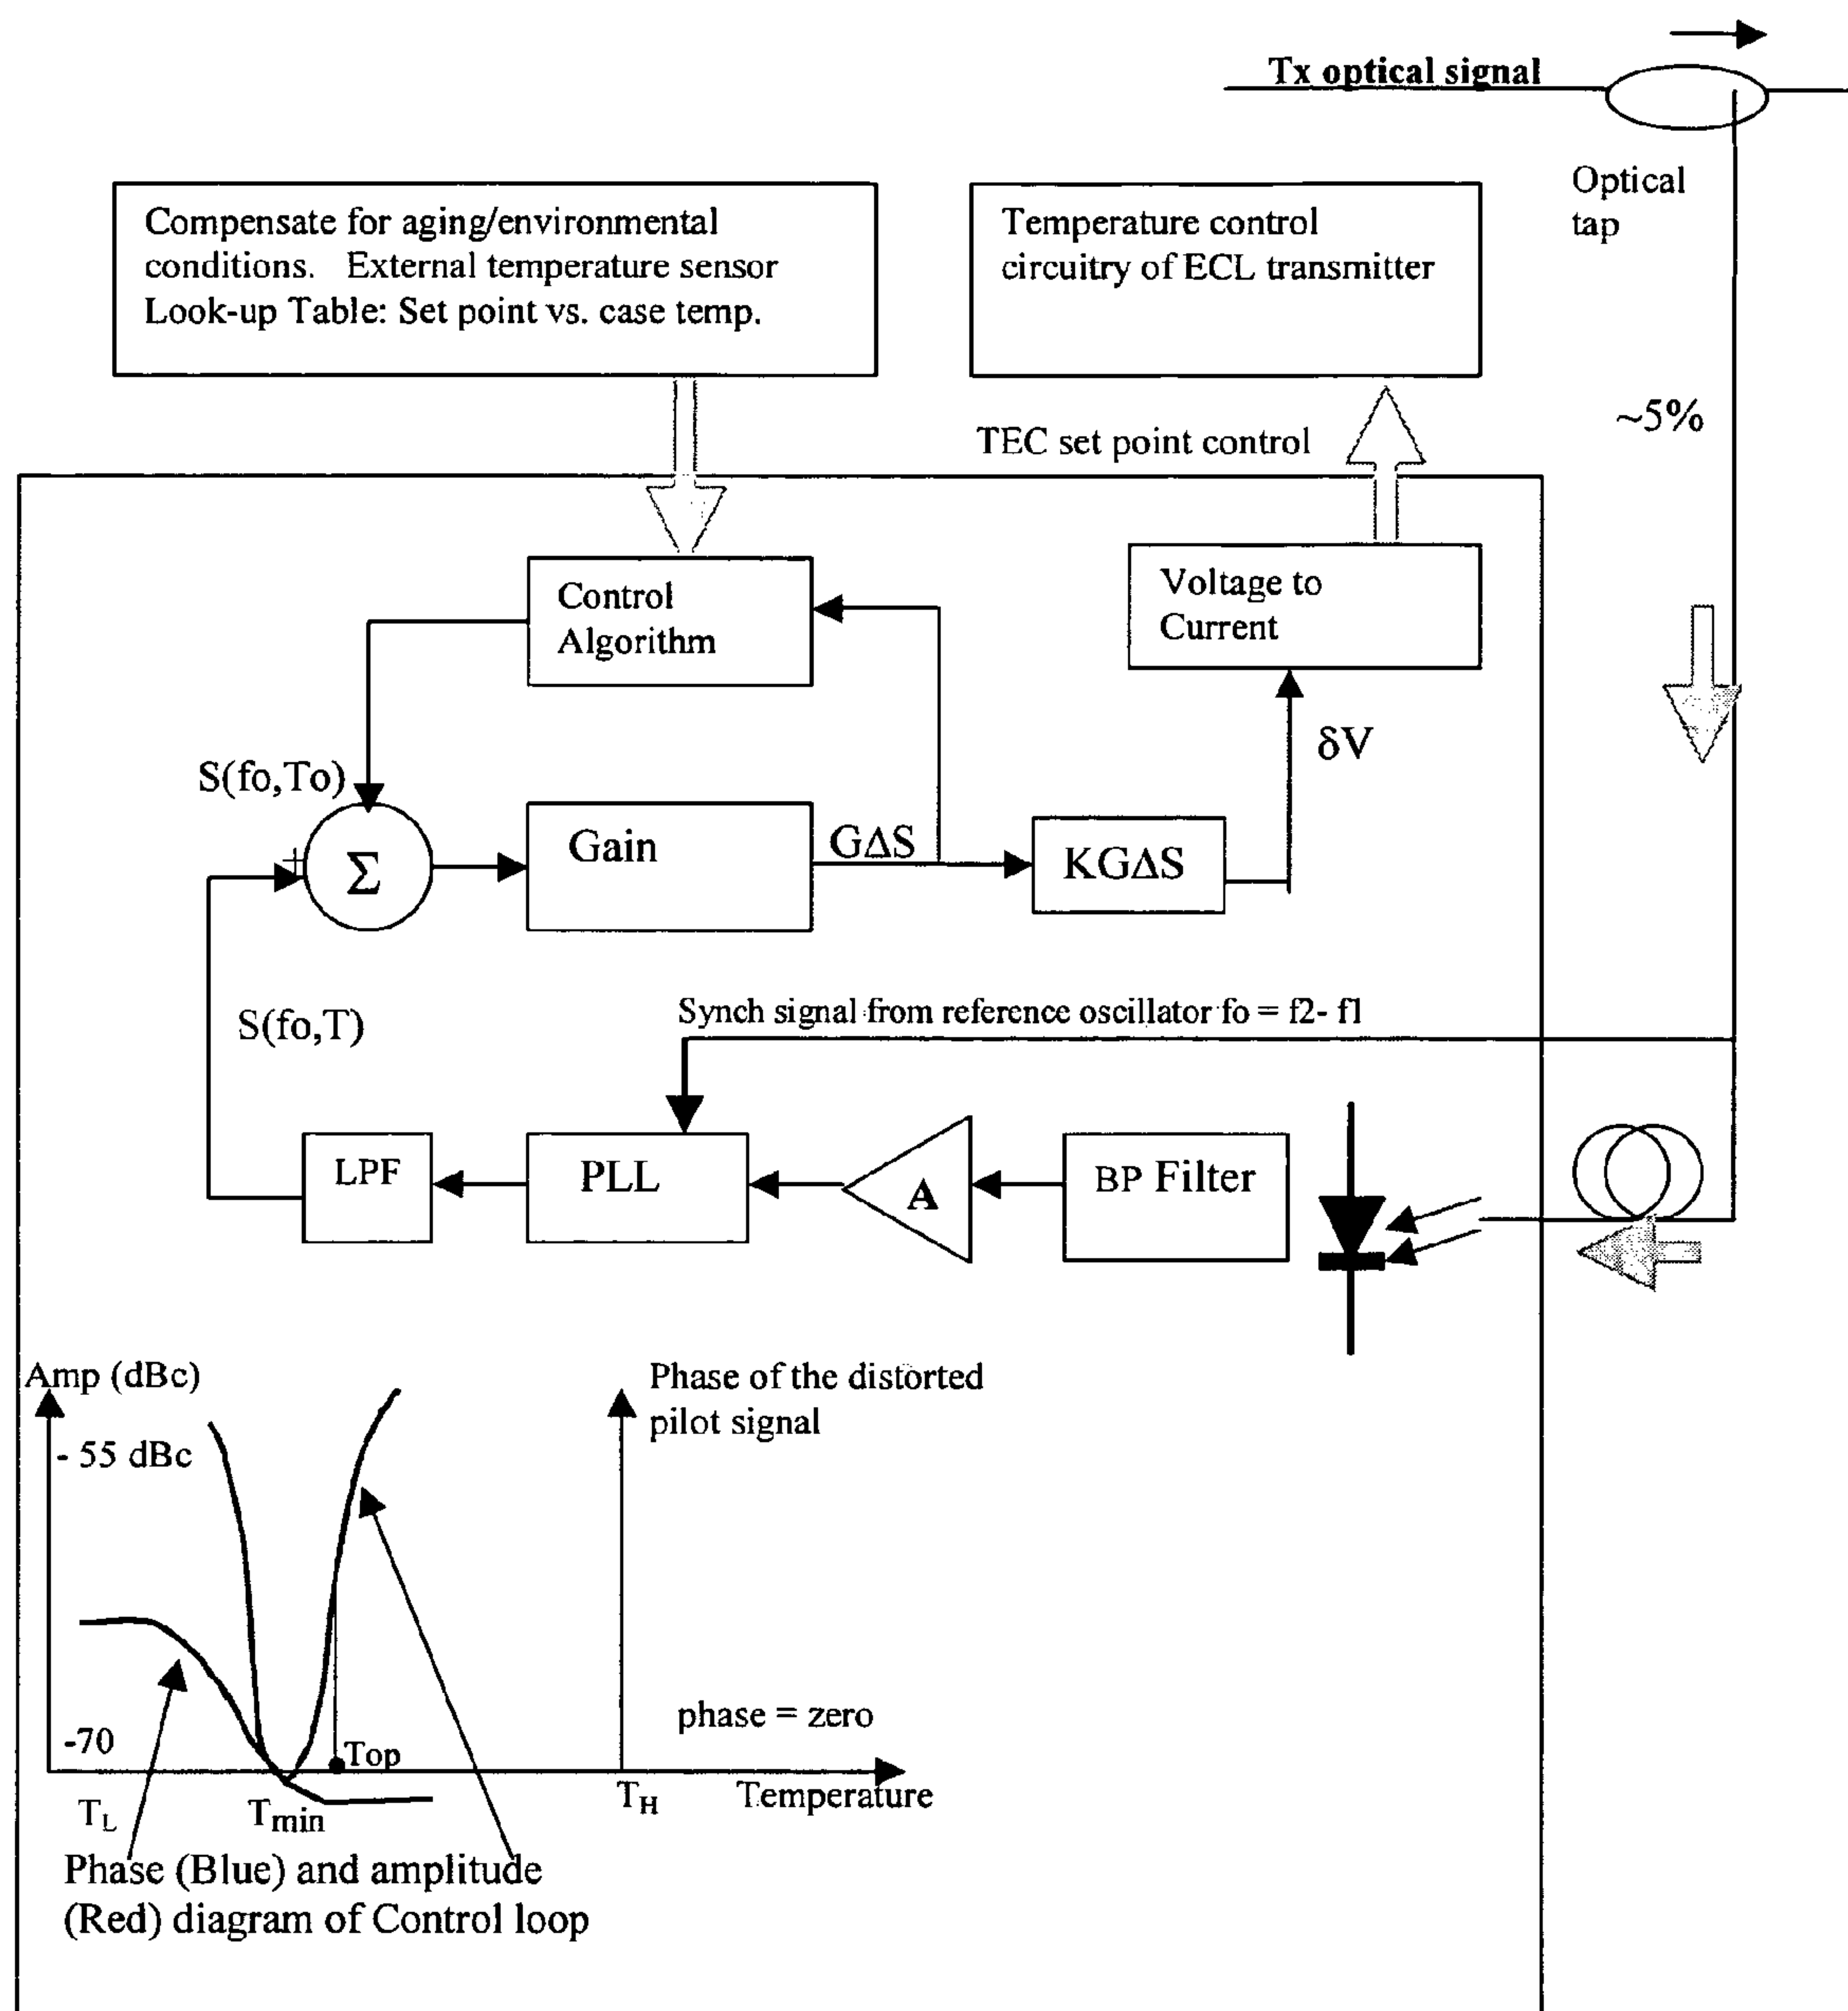 Tx optical signal
Optical
tap
Compensate for aging/environmental
conditions. External temperature sensor
Look-up Table: Set point vs. case temp.
Temperature control
circuitry of ECL transmitter
~5%
TEC set point control
Control
Algorithm
Voltage to
Current
δV
S(fo,To)
+
Σ
Gain
GΔS
KGΔS
Synch signal from reference oscillator fo = f2- f1
S(fo,T)
LPF
PLL
A
BP Filter
Amp (dBc)
- 55 dBc
Phase of the distorted
pilot signal
phase = zero
-70
Top
TL
Tmin
TH
Temperature
Phase (Blue) and amplitude
(Red) diagram of Control loop